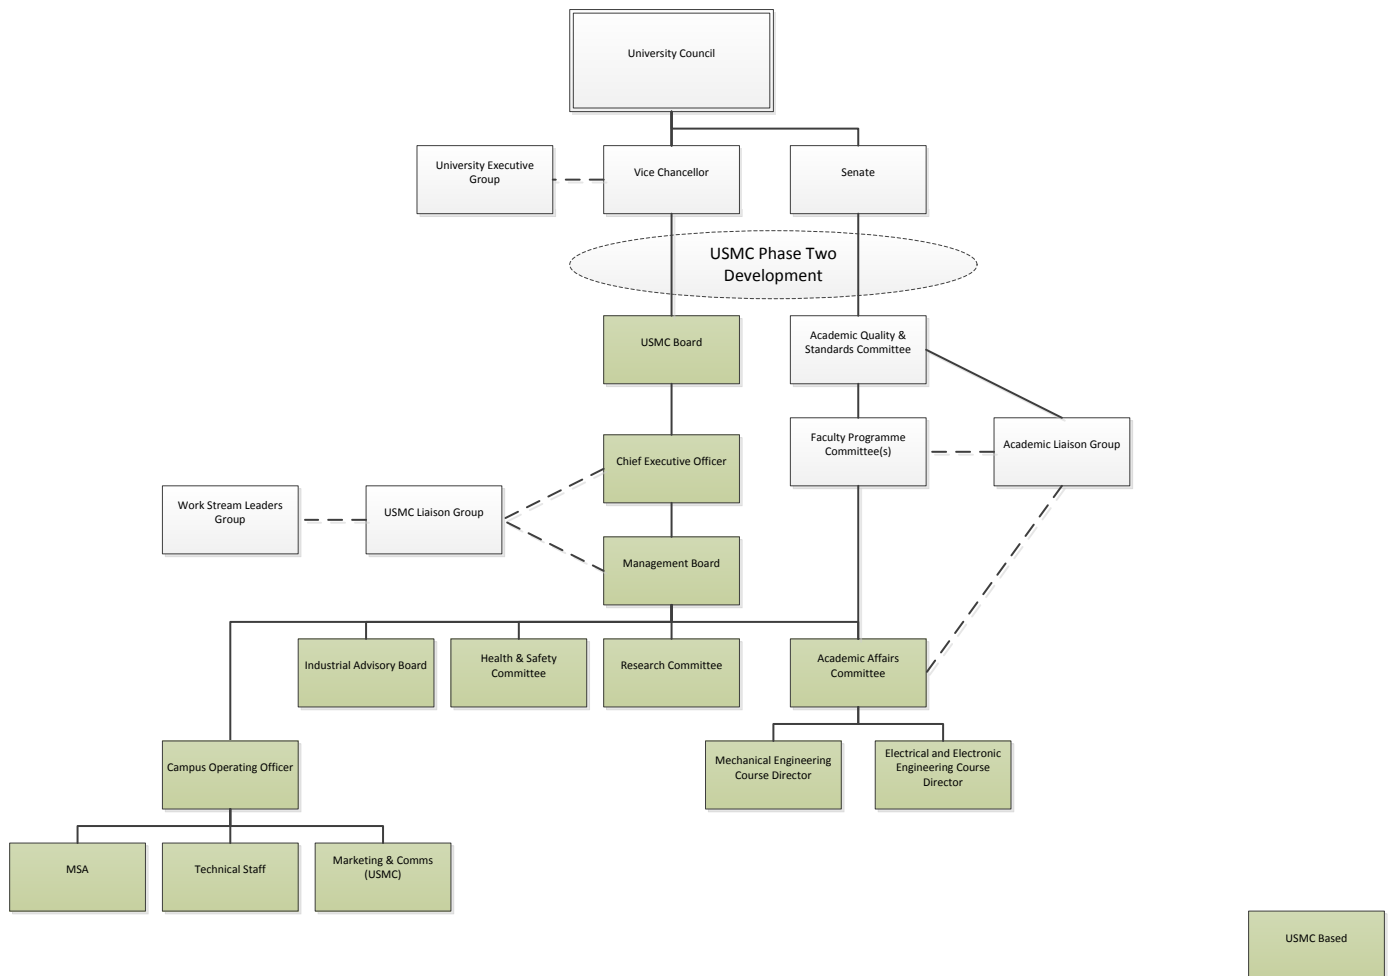 University Council
University Executive
Group
Vice Chancellor
Senate
USMC Phase Two
Development
USMC Board
Academic Quality &
Standards Committee
Chief Executive Officer
Faculty Programme
Committee(s)
Academic Liaison Group
Work Stream Leaders
Group
USMC Liaison Group
Management Board
Industrial Advisory Board
Health & Safety
Committee
Research Committee
Academic Affairs
Committee
Campus Operating Officer
Mechanical Engineering
Course Director
Electrical and Electronic
Engineering Course
Director
MSA
Technical Staff
Marketing & Comms
(USMC)
USMC Based